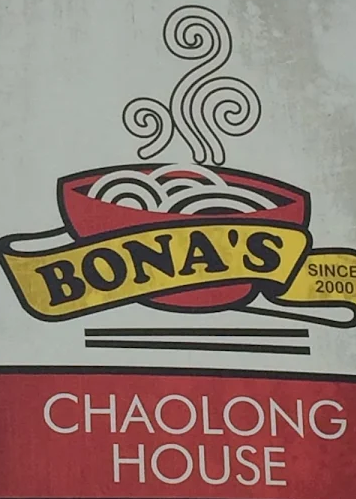 BONA'S
SINCE
2000
CHAOLONG
HOUSE